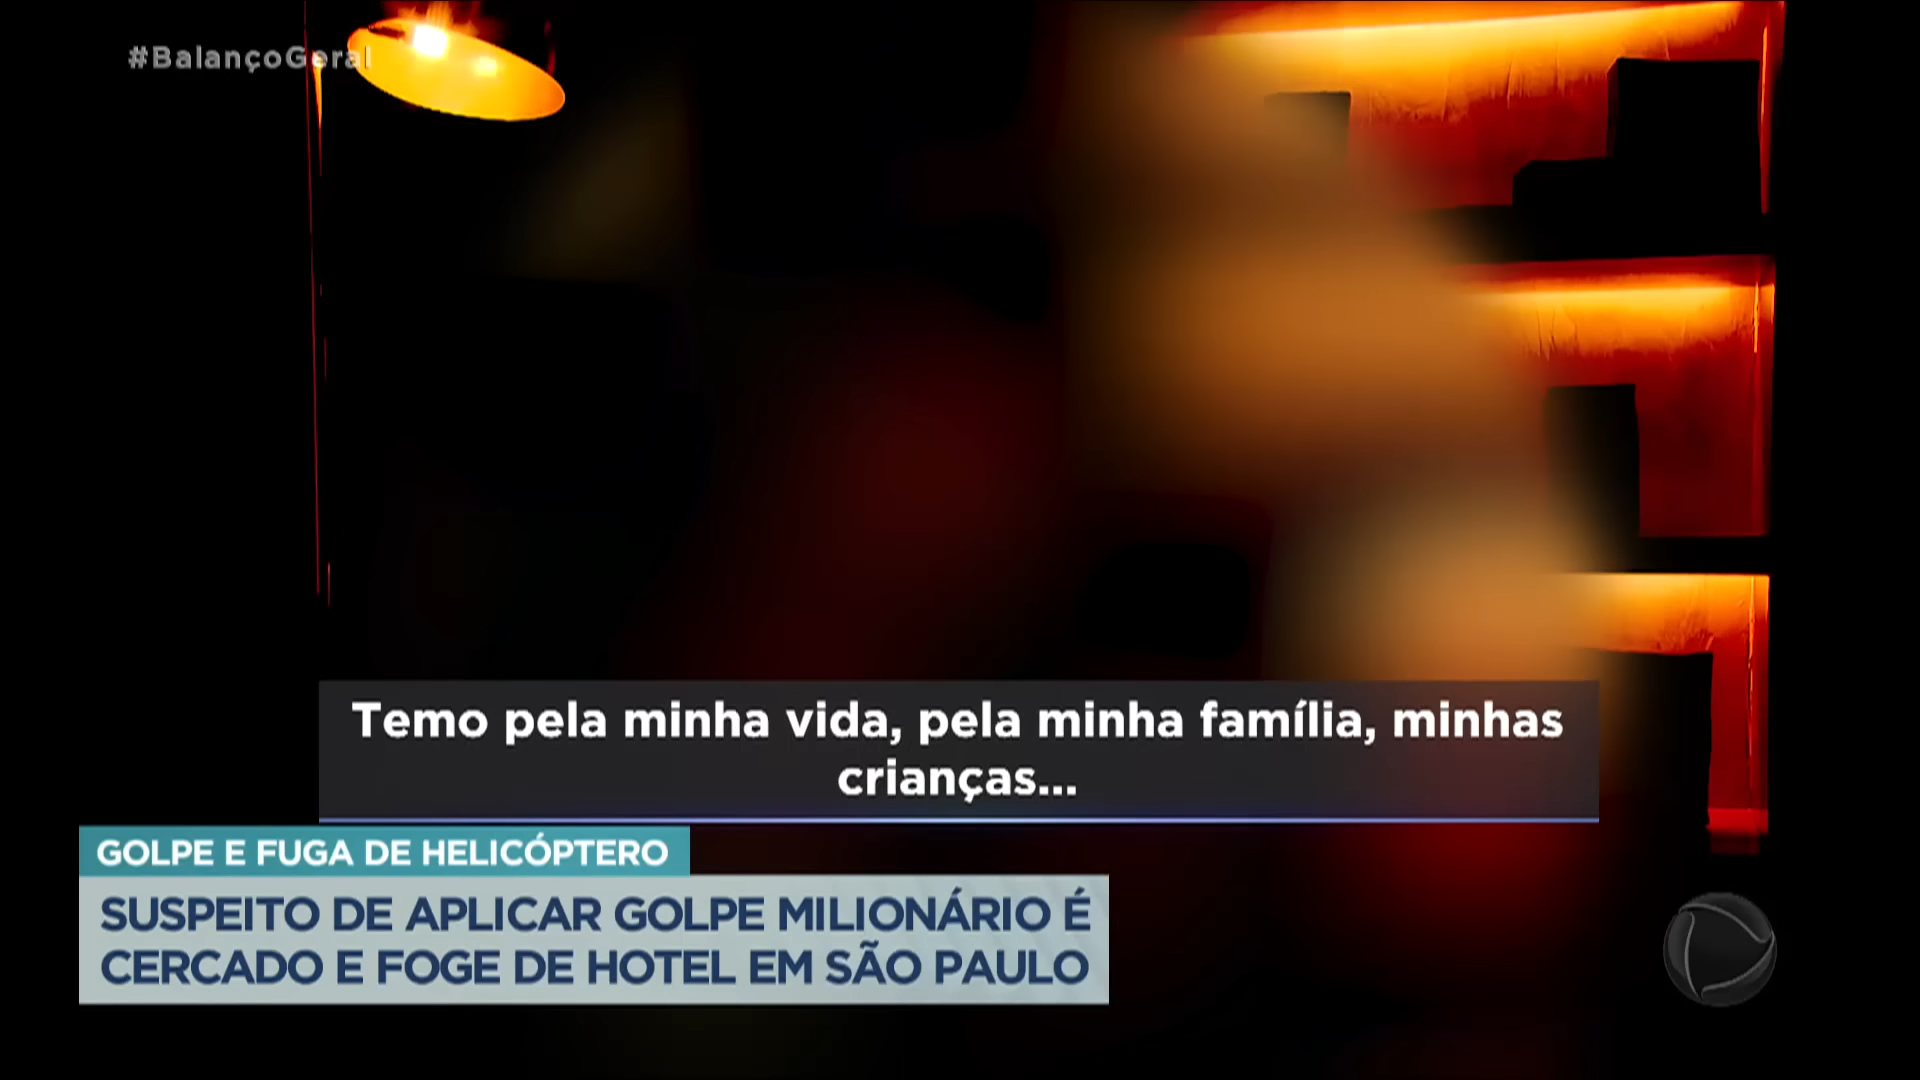 #BalançoGeral
Temo pela minha vida, pela minha família, minhas
crianças...
GOLPE E FUGA DE HELICÓPTERO
SUSPEITO DE APLICAR GOLPE MILIONÁRIO É
CERCADO E FOGE DE HOTEL EM SÃO PAULO